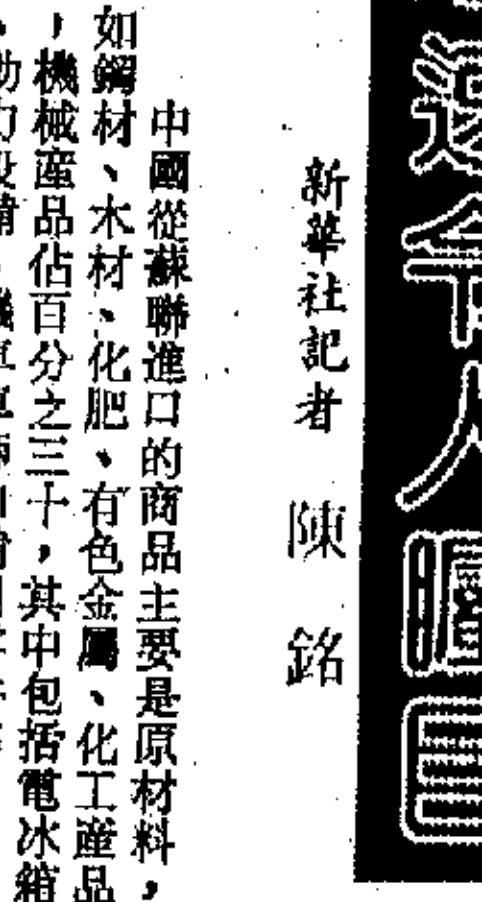 令人矚目
新華社記者 陳銘
中國從蘇聯進口的商品主要是原材料，
如鋼材、木材、化肥、有色金屬、化工產品
，機械產品佔百分之三十，其中包括電冰箱